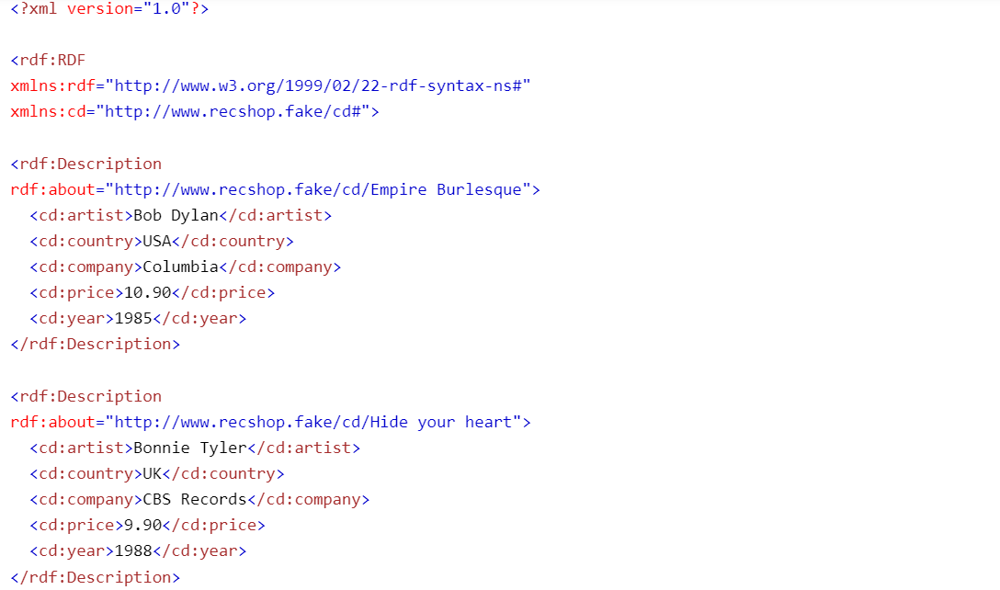 <?xml version="1.0"?>
<rdf:RDF
xmlns:rdf="http://www.w3.org/1999/02/22-rdf-syntax-ns#"
xmlns:cd="http://www.recshop.fake/cd#">
<rdf:Description
rdf:about="http://www.recshop.fake/cd/Empire Burlesque">
<cd:artist>Bob Dylan</cd:artist>
<cd:country>USA</cd:country>
<cd:company>Columbia</cd:company>
<cd:price>10.90</cd:price>
<cd:year>1985</cd:year>
</rdf:Description>
<rdf:Description
rdf:about="http://www.recshop.fake/cd/Hide your heart">
<cd:artist>Bonnie Tyler</cd:artist>
<cd:country>UK</cd:country>
<cd:company>CBS Records</cd:company>
<cd:price>9.90</cd:price>
<cd:year>1988</cd:year>
</rdf:Description>